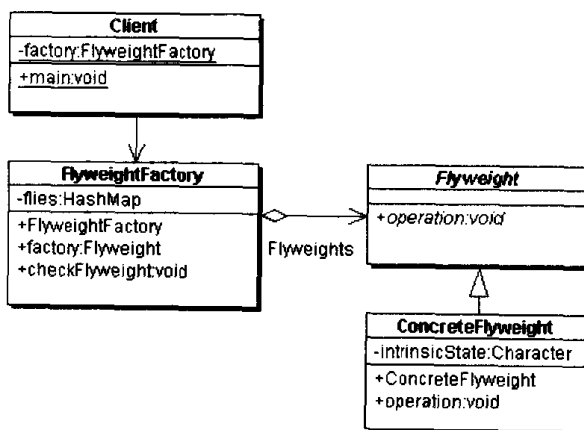 Client
-factory:FlyweightFactory
+main:void
FlyweightFactory
-flies:HashMap
+FlyweightFactory
+factory:Flyweight
+checkFlyweight:void
Flyweights
Flyweight
+operation:void
ConcreteFlyweight
-intrinsicState:Character
+ConcreteFlyweight
+operation:void